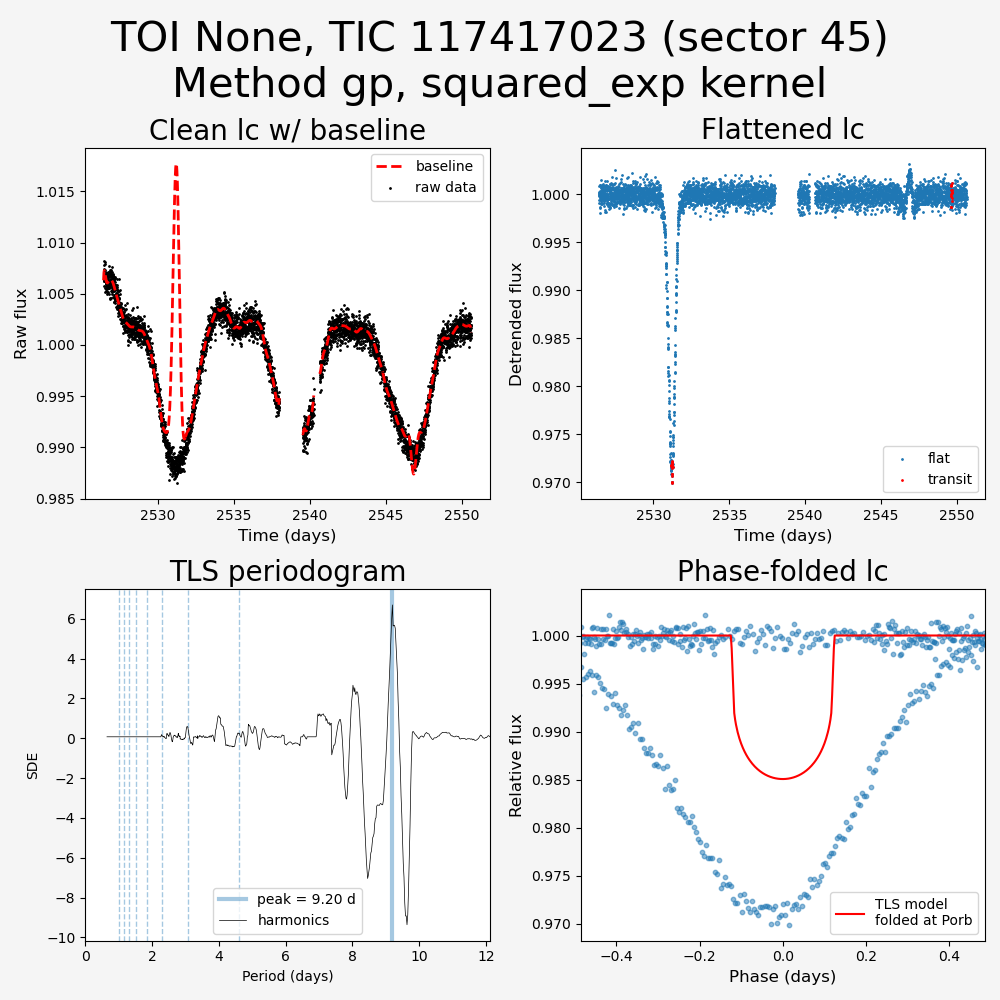 TOI None, TIC 117417023 (sector 45)
Method gp, squared_exp kernel
Clean lc w/ baseline
baseline
raw data
1.015
1.010
1.005
1.000
0.995
0.990
0.985
Raw flux
2530
2535
2540
2545
2550
Time (days)
Flattened lc
1.000
0.995
0.990
0.985
0.980
0.975
0.970
Detrended flux
flat
transit
2530
2535
2540
2545
2550
Time (days)
TLS periodogram
6
4
2
0
−2
−4
−6
−8
−10
SDE
peak = 9.20 d
harmonics
0
2
4
6
8
10
12
Period (days)
Phase-folded lc
1.000
0.995
0.990
0.985
0.980
0.975
0.970
Relative flux
TLS model
folded at Porb
−0.4
−0.2
0.0
0.2
0.4
Phase (days)